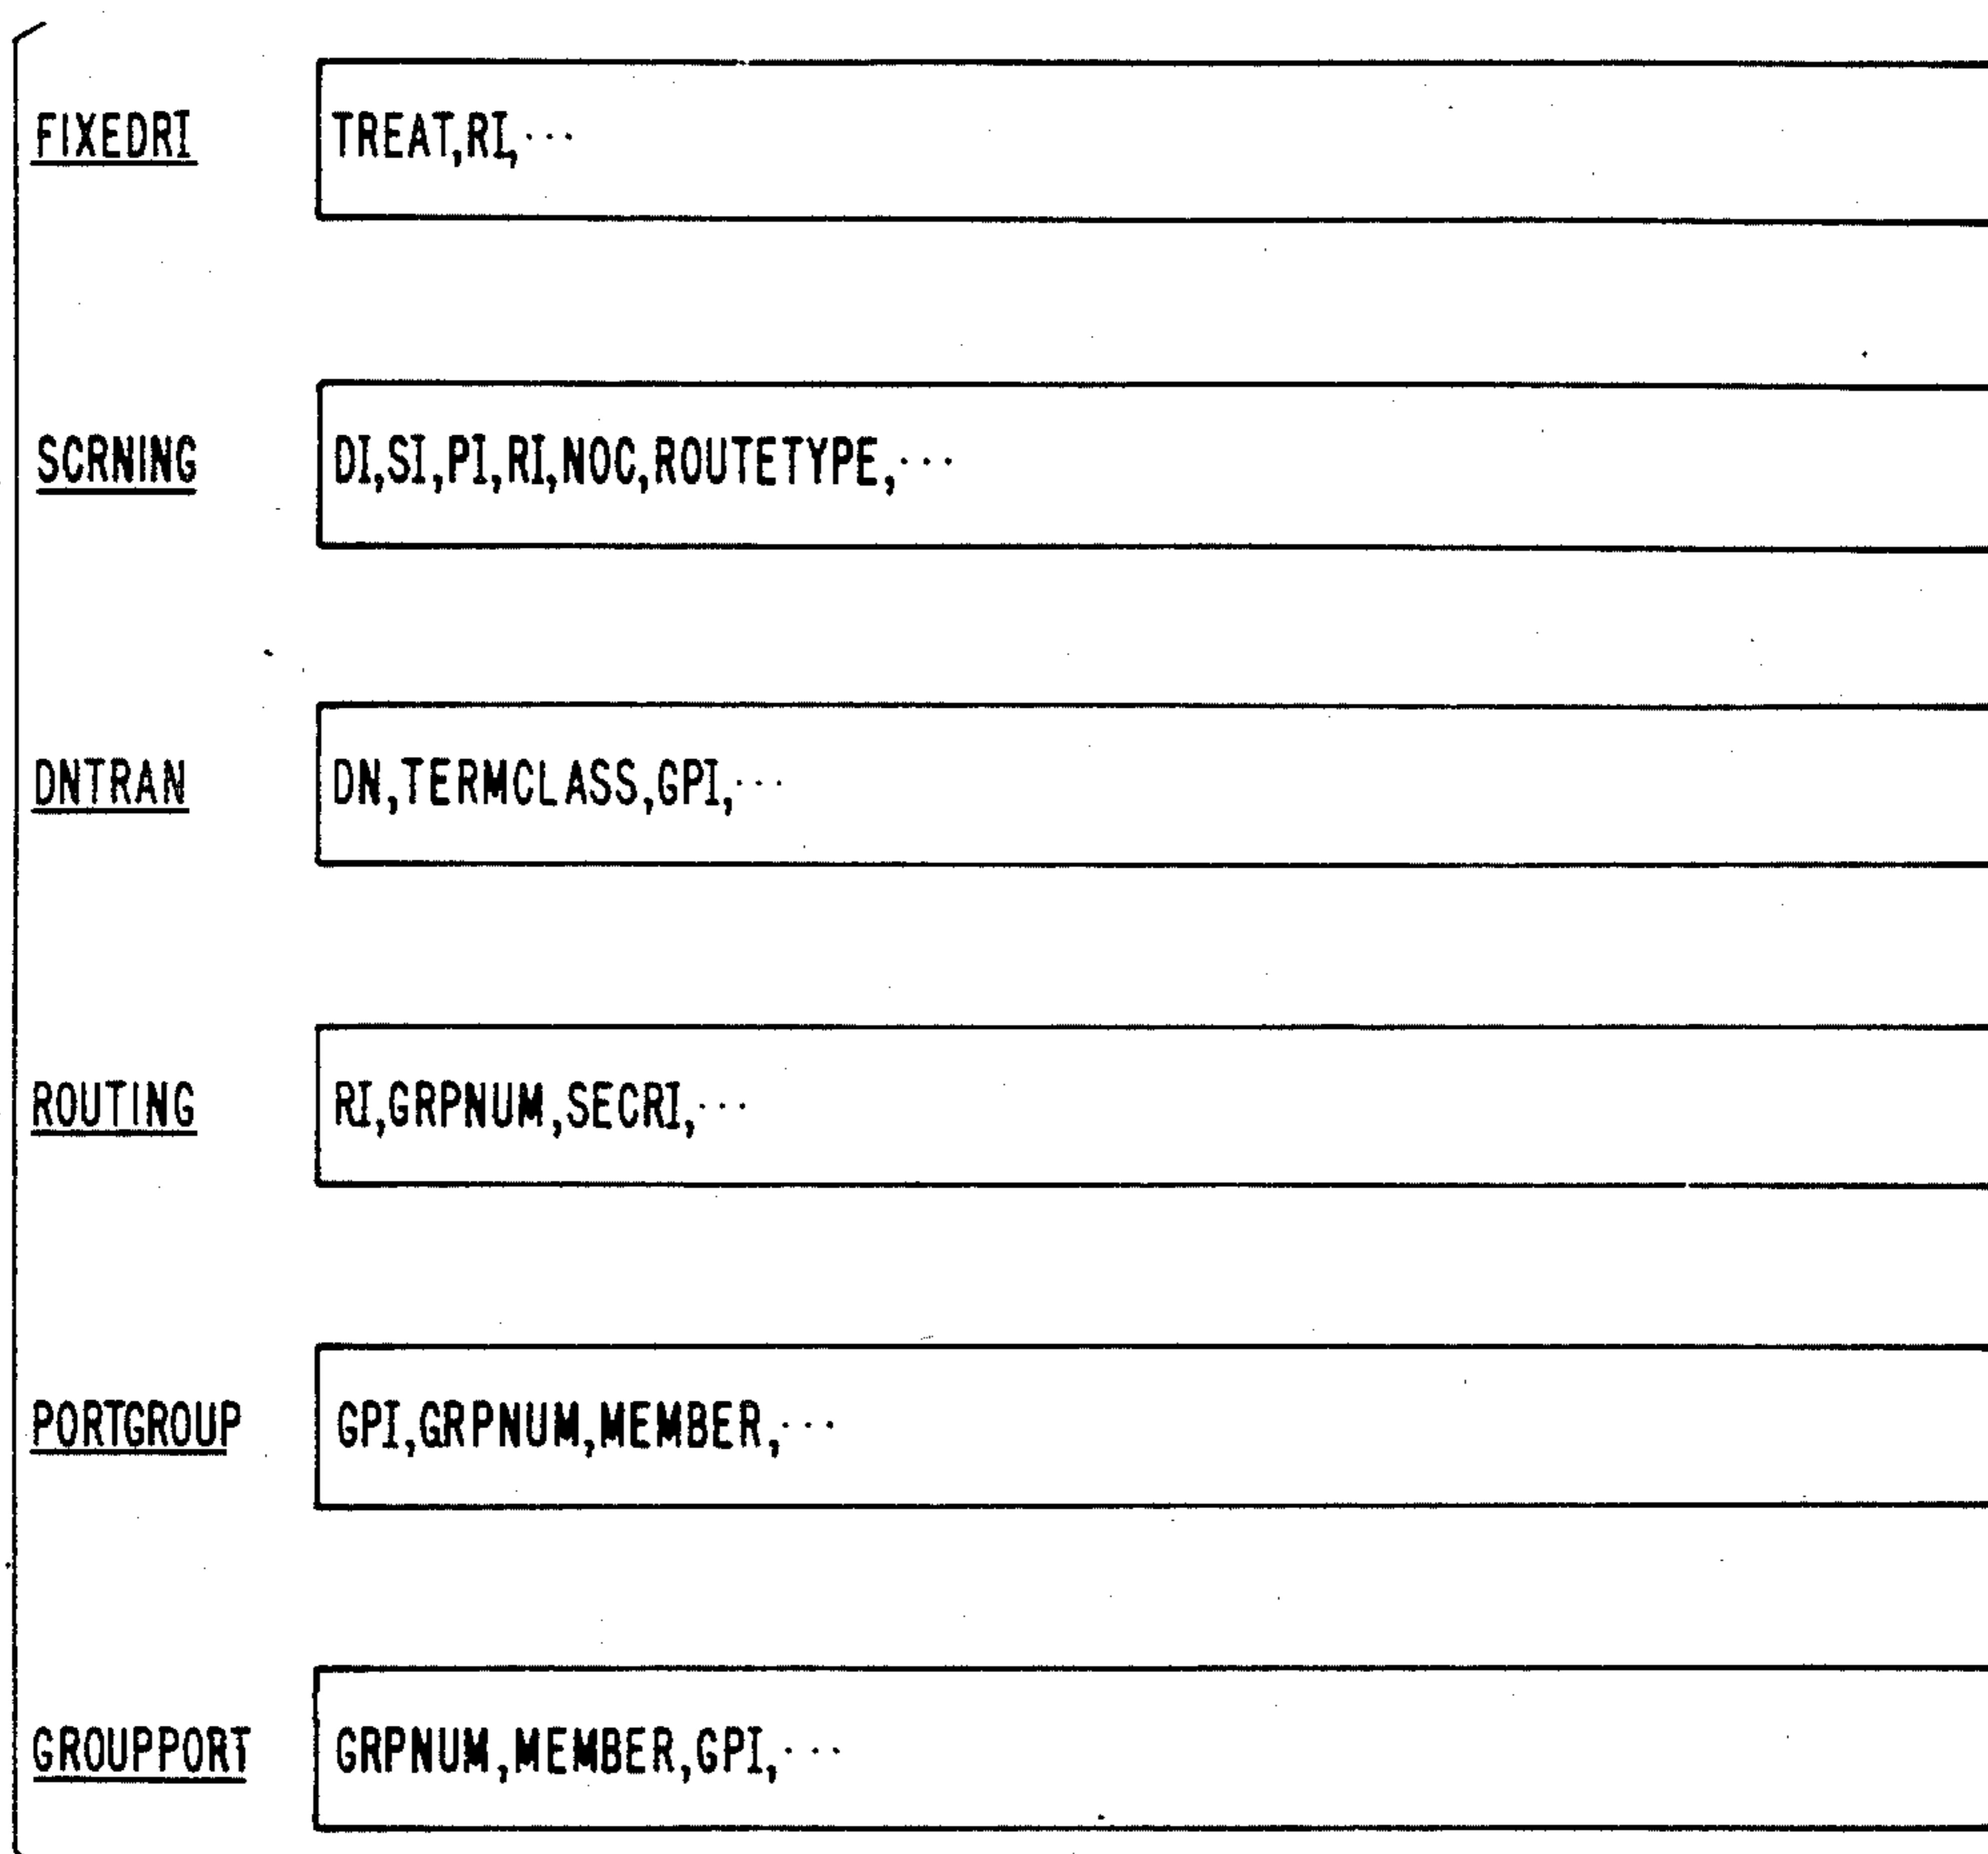 FIXEDRI TREAT,RI,···
SCRNING DI,SI,PI,RI,NOC,ROUTETYPE,···
DNTRAN DN,TERMCLASS,GPI,···
ROUTING RI,GRPNUM,SECRI,···
PORTGROUP GPI,GRPNUM,MEMBER,···
GROUPPORT GRPNUM,MEMBER,GPI,···